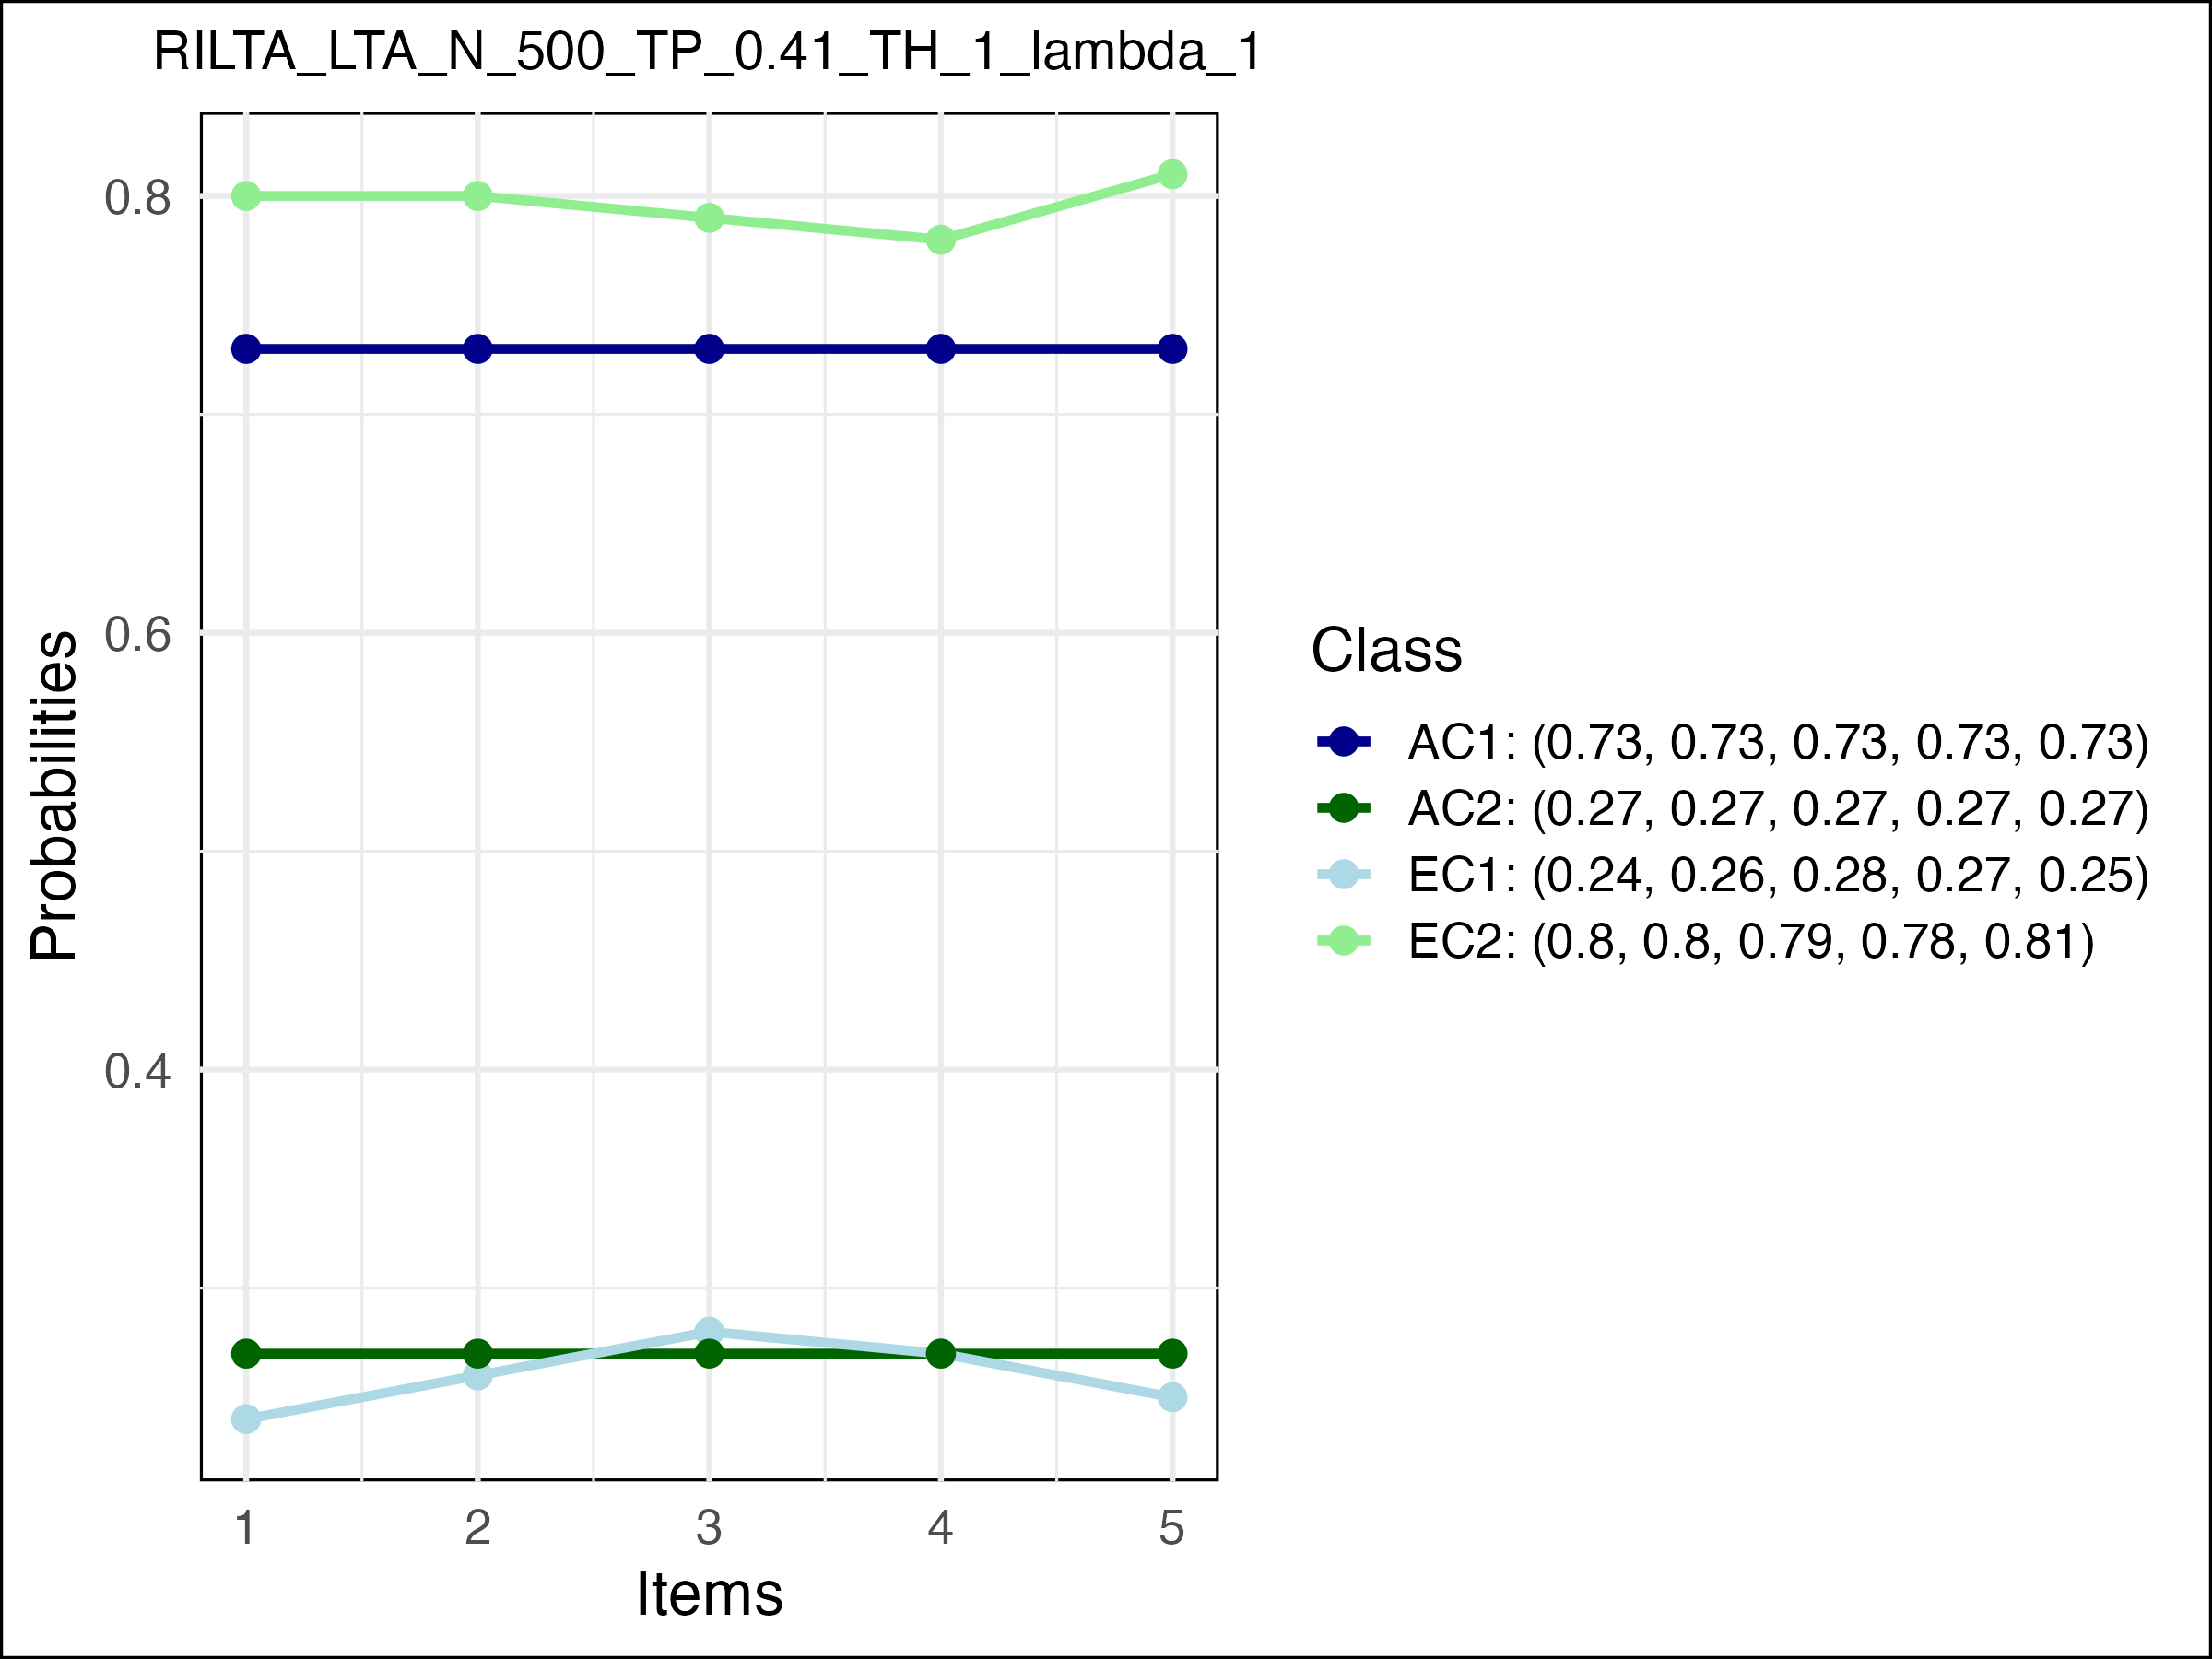 RILTA_LTA_N_500_TP_0.41_TH_1_lambda_1
0.8
0.6
0.4
Probabilities
1 2 3 4 5
Items
Class
AC1: (0.73, 0.73, 0.73, 0.73, 0.73)
AC2: (0.27, 0.27, 0.27, 0.27, 0.27)
EC1: (0.24, 0.26, 0.28, 0.27, 0.25)
EC2: (0.8, 0.8, 0.79, 0.78, 0.81)